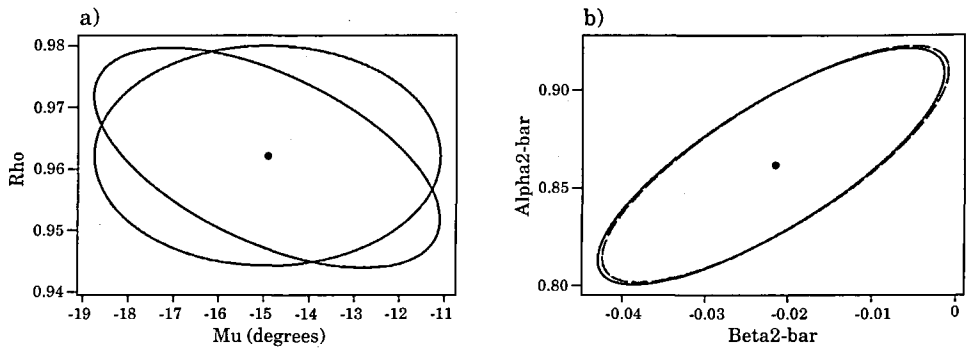 a)
Rho
0.98
0.97
0.96
0.95
0.94
-19 -18 -17 -16 -15 -14 -13 -12 -11
Mu (degrees)
b)
Alpha2-bar
0.90
0.85
0.80
-0.04 -0.03 -0.02 -0.01 0
Beta2-bar